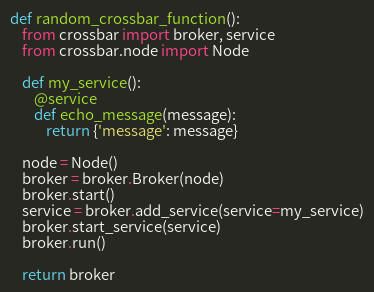 def random_crossbar_function():
    from crossbar import broker, service
    from crossbar.node import Node

    def my_service():
        @service
        def echo_message(message):
            return {'message': message}

    node = Node()
    broker = broker.Broker(node)
    broker.start()
    service = broker.add_service(service=my_service)
    broker.start_service(service)
    broker.run()

    return broker